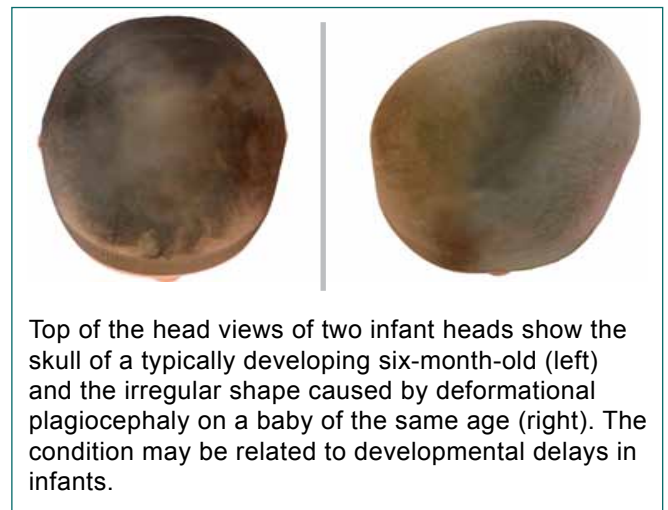 Top of the head views of two infant heads show the
skull of a typically developing six-month-old (left)
and the irregular shape caused by deformational
plagiocephaly on a baby of the same age (right). The
condition may be related to developmental delays in
infants.